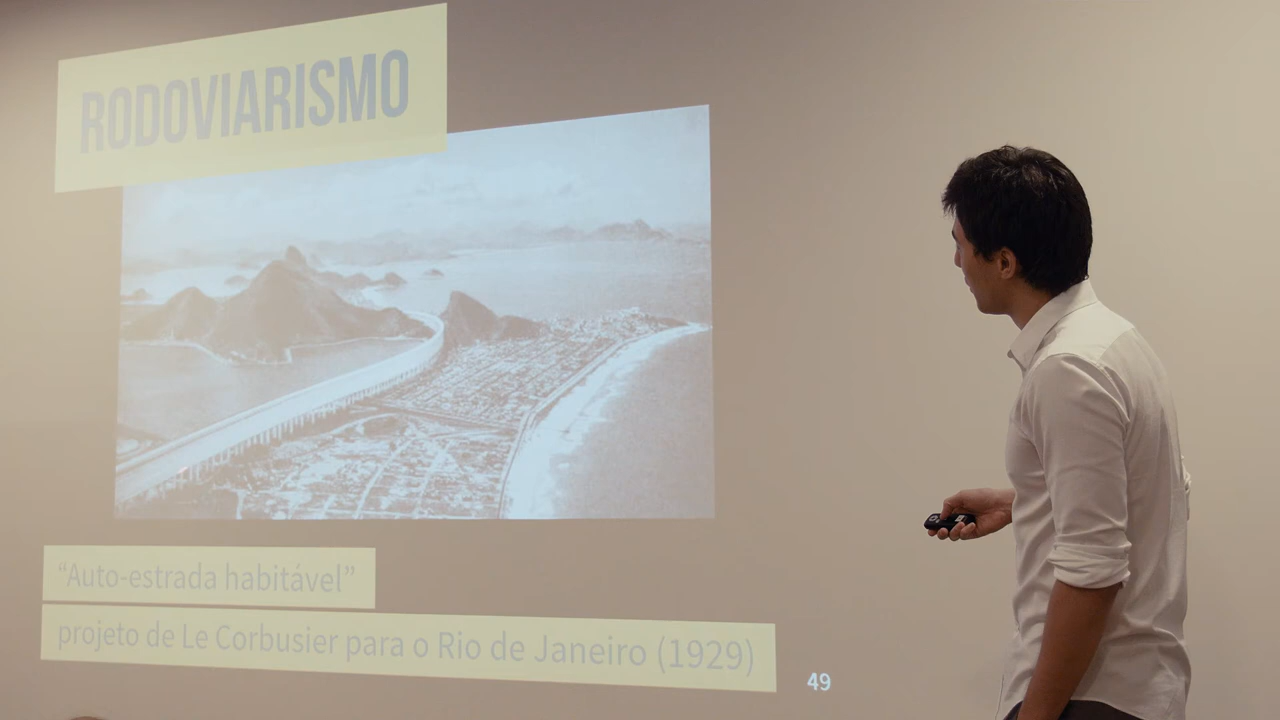 RODOVIARISMO
“Auto-estrada habitável”
projeto de Le Corbusier para o Rio de Janeiro (1929)
49